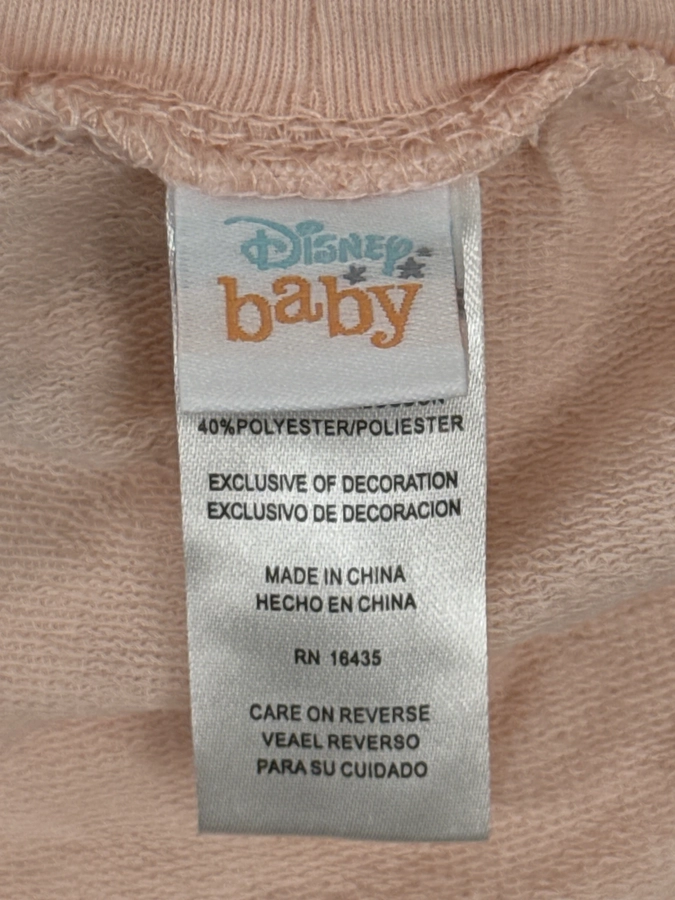 Disney
baby
40%POLYESTER/POLIESTER
EXCLUSIVE OF DECORATION
EXCLUSIVO DE DECORACION
MADE IN CHINA
HECHO EN CHINA
RN 16435
CARE ON REVERSE
VEAEL REVERSO
PARA SU CUIDADO